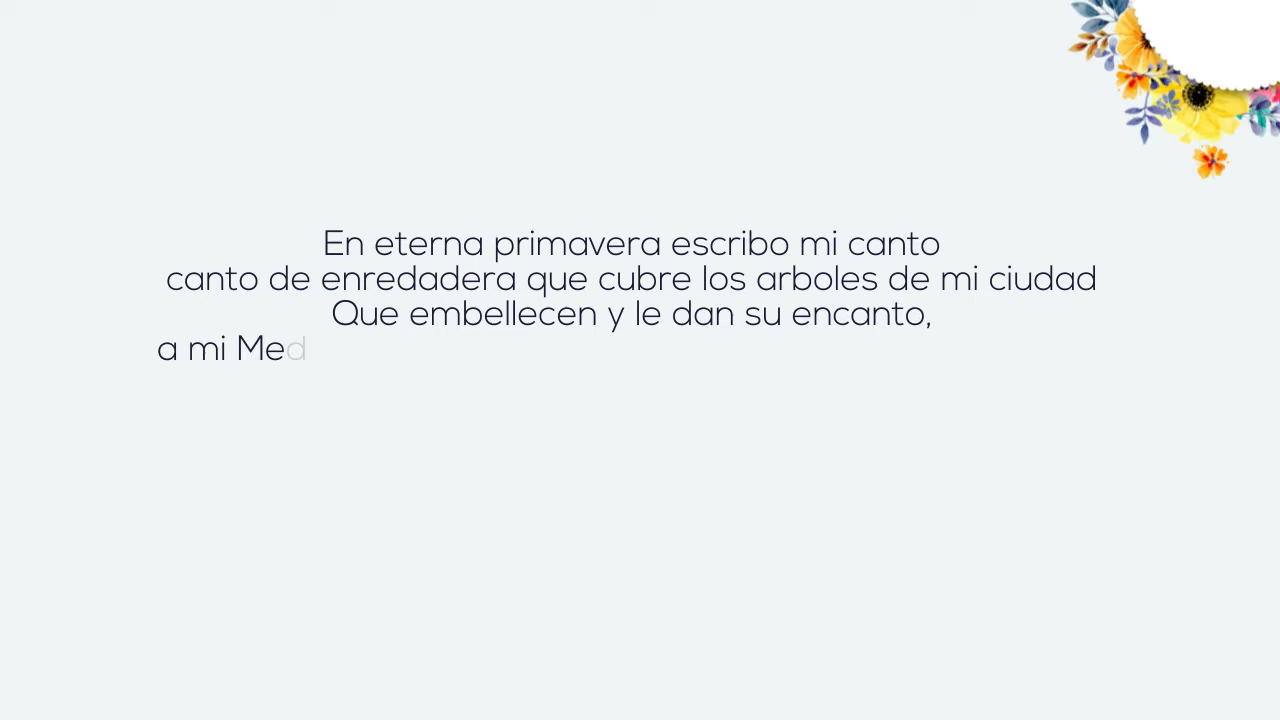 En eterna primavera escribo mi canto
canto de enredadera que cubre los arboles de mi ciudad
Que embellecen y le dan su encanto,
a mi Med